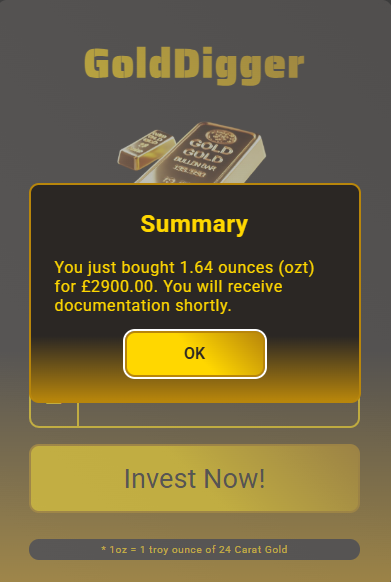 GoldDigger
GOLD
GOLD
BULLION BAR
Summary
You just bought 1.64 ounces (ozt)
for £2900.00. You will receive
documentation shortly.
OK
Invest Now!
* 1oz = 1 troy ounce of 24 Carat Gold